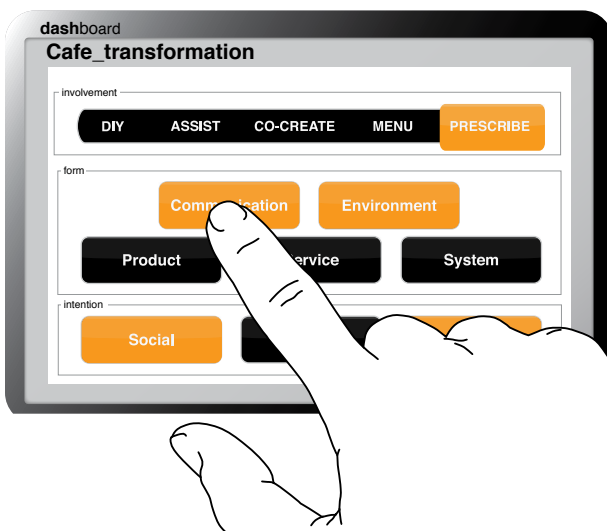 dashboard
Cafe_transformation
involvement
DIY ASSIST CO-CREATE MENU PRESCRIBE
form
Environment
Product System
intention
Social